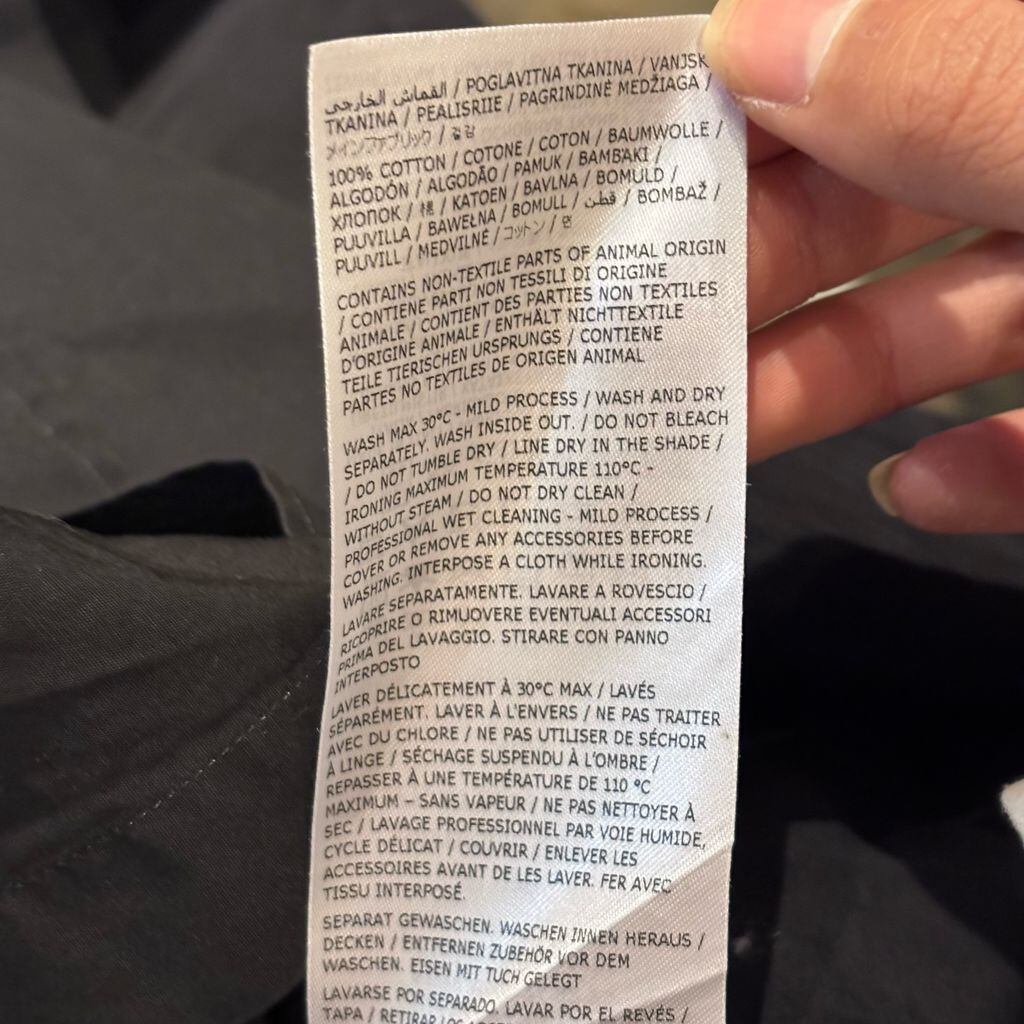 القماش الخارجي / POGLAVITNA TKANINA / VANJSK
TKANINA / PEALISRIIE / PAGRINDINĖ MEDŽIAGA /
メインファブリック / 겉감
100% COTTON / COTONE / COTON / BAUMWOLLE /
ALGODÓN / ALGODÃO / PAMUK / BAMBAKI /
ХЛОПОК / 棉 / KATOEN / BAVLNA / BOMULD /
PUUVILLA / BAWEŁNA / BOMULL / قطن / BOMBAŽ /
PUUVILL / MEDVILNĖ / コットン / 면
CONTAINS NON-TEXTILE PARTS OF ANIMAL ORIGIN
/ CONTIENE PARTI NON TESSILI DI ORIGINE
ANIMALE / CONTIENT DES PARTIES NON TEXTILES
D'ORIGINE ANIMALE / ENTHÄLT NICHTTEXTILE
TEILE TIERISCHEN URSPRUNGS / CONTIENE
PARTES NO TEXTILES DE ORIGEN ANIMAL
WASH MAX 30°C - MILD PROCESS / WASH AND DRY
SEPARATELY. WASH INSIDE OUT. / DO NOT BLEACH
/ DO NOT TUMBLE DRY / LINE DRY IN THE SHADE /
IRONING MAXIMUM TEMPERATURE 110°C -
WITHOUT STEAM / DO NOT DRY CLEAN /
PROFESSIONAL WET CLEANING - MILD PROCESS /
COVER OR REMOVE ANY ACCESSORIES BEFORE
WASHING. INTERPOSE A CLOTH WHILE IRONING.
LAVARE SEPARATAMENTE. LAVARE A ROVESCIO /
RICOPRIRE O RIMUOVERE EVENTUALI ACCESSORI
PRIMA DEL LAVAGGIO. STIRARE CON PANNO
INTERPOSTO
LAVER DÉLICATEMENT À 30°C MAX / LAVÉS
SÉPARÉMENT. LAVER À L'ENVERS / NE PAS TRAITER
AVEC DU CHLORE / NE PAS UTILISER DE SÉCHOIR
À LINGE / SÉCHAGE SUSPENDU À L'OMBRE /
REPASSER À UNE TEMPÉRATURE DE 110 °C
MAXIMUM – SANS VAPEUR / NE PAS NETTOYER À
SEC / LAVAGE PROFESSIONNEL PAR VOIE HUMIDE,
CYCLE DÉLICAT / COUVRIR / ENLEVER LES
ACCESSOIRES AVANT DE LES LAVER. FER AVEC
TISSU INTERPOSÉ.
SEPARAT GEWASCHEN. WASCHEN INNEN HERAUS /
DECKEN / ENTFERNEN ZUBEHÖR VOR DEM
WASCHEN. EISEN MIT TUCH GELEGT
LAVARSE POR SEPARADO. LAVAR POR EL REVÉS /
TAPA / RETIRAR LOS